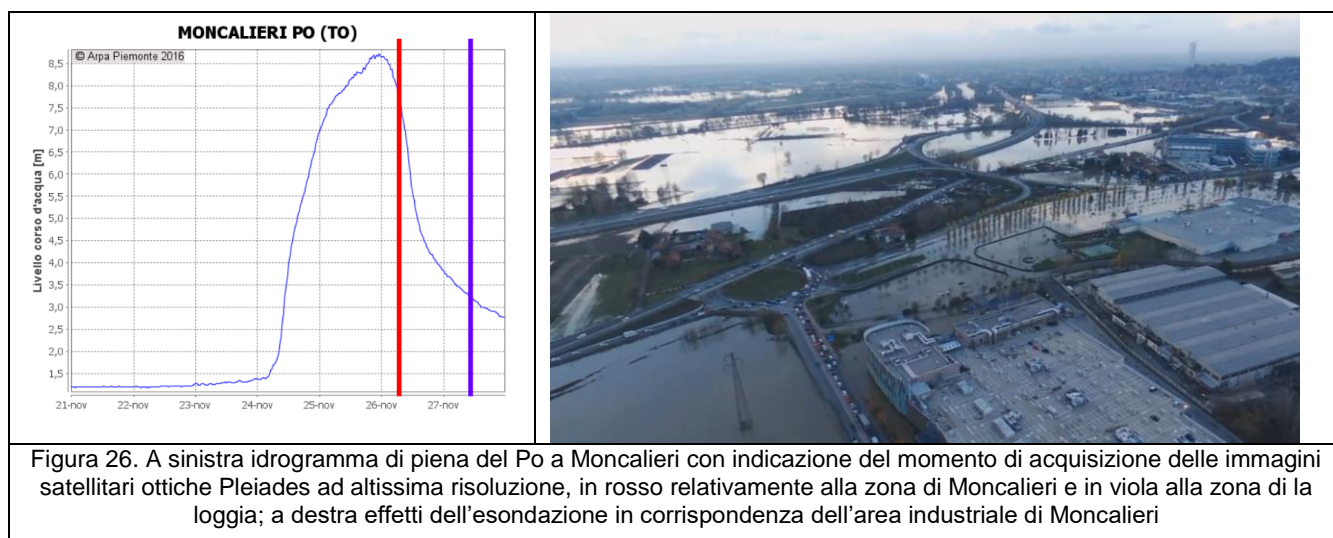 MONCALIERI PO (TO)
© Arpa Piemonte 2016
Livello corso d'acqua [m]
8,5
8,0
7,5
7,0
6,5
6,0
5,5
5,0
4,5
4,0
3,5
3,0
2,5
2,0
1,5
21-nov 22-nov 23-nov 24-nov 25-nov 26-nov 27-nov
Figura 26. A sinistra idrogramma di piena del Po a Moncalieri con indicazione del momento di acquisizione delle immagini
satellitari ottiche Pleiades ad altissima risoluzione, in rosso relativamente alla zona di Moncalieri e in viola alla zona di la
loggia; a destra effetti dell'esondazione in corrispondenza dell'area industriale di Moncalieri